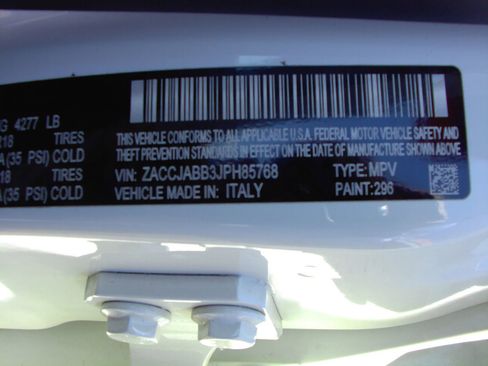 G 4277 LB
218 TIRES
A(35 PSI) COLD
18 TIRES
A(35 PSI) COLD
THIS VEHICLE CONFORMS TO ALL APPLICABLE U.S. FEDERAL MOTOR VEHICLE SAFETY AND
THEFT PREVENTION STANDARDS IN EFFECT ON THE DATE OF MANUFACTURE SHOWN ABOVE.
VIN: ZACCJABB3JPH85768 TYPE: MPV
VEHICLE MADE IN: ITALY PAINT: 296